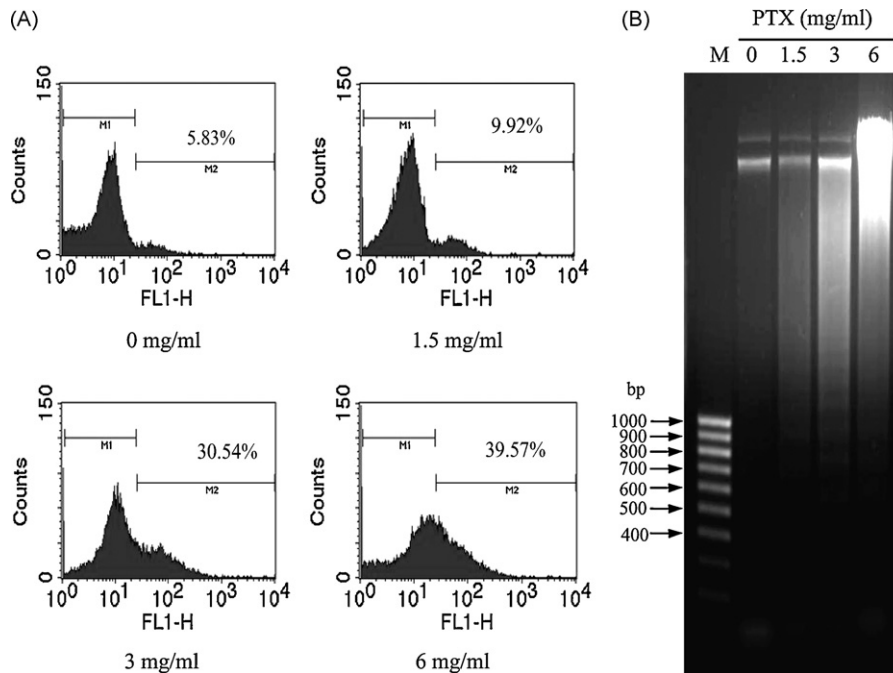 (A)
150
Counts
0
M1
5.83%
M2
10^0 10^1 10^2 10^3 10^4
FL1-H
0 mg/ml
150
Counts
0
M1
9.92%
M2
10^0 10^1 10^2 10^3 10^4
FL1-H
1.5 mg/ml
150
Counts
0
M1
30.54%
M2
10^0 10^1 10^2 10^3 10^4
FL1-H
3 mg/ml
150
Counts
0
M1
39.57%
M2
10^0 10^1 10^2 10^3 10^4
FL1-H
6 mg/ml
(B)
PTX (mg/ml)
M 0 1.5 3 6
bp
1000
900
800
700
600
500
400